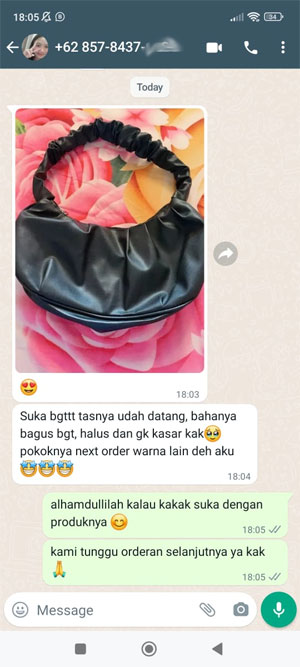 18:05
34
+62 857-8437-
Today
😍
18:03
Suka bgttt tasnya udah datang, bahanya
bagus bgt, halus dan gk kasar kak🥹
pokoknya next order warna lain deh aku
🤩🤩🤩
18:04
alhamdullilah kalau kakak suka dengan
produknya 😊
18:05
kami tunggu orderan selanjutnya ya kak
🙏
18:05
Message